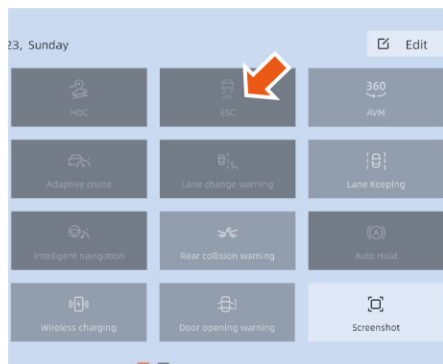 23, Sunday
Edit
HDC
ESC
360
AVM
Adaptive cruise
Lane change warning
Lane Keeping
Intelligent navigation
Rear collision warning
(A)
Auto Hold
Wireless charging
Door opening warning
Screenshot